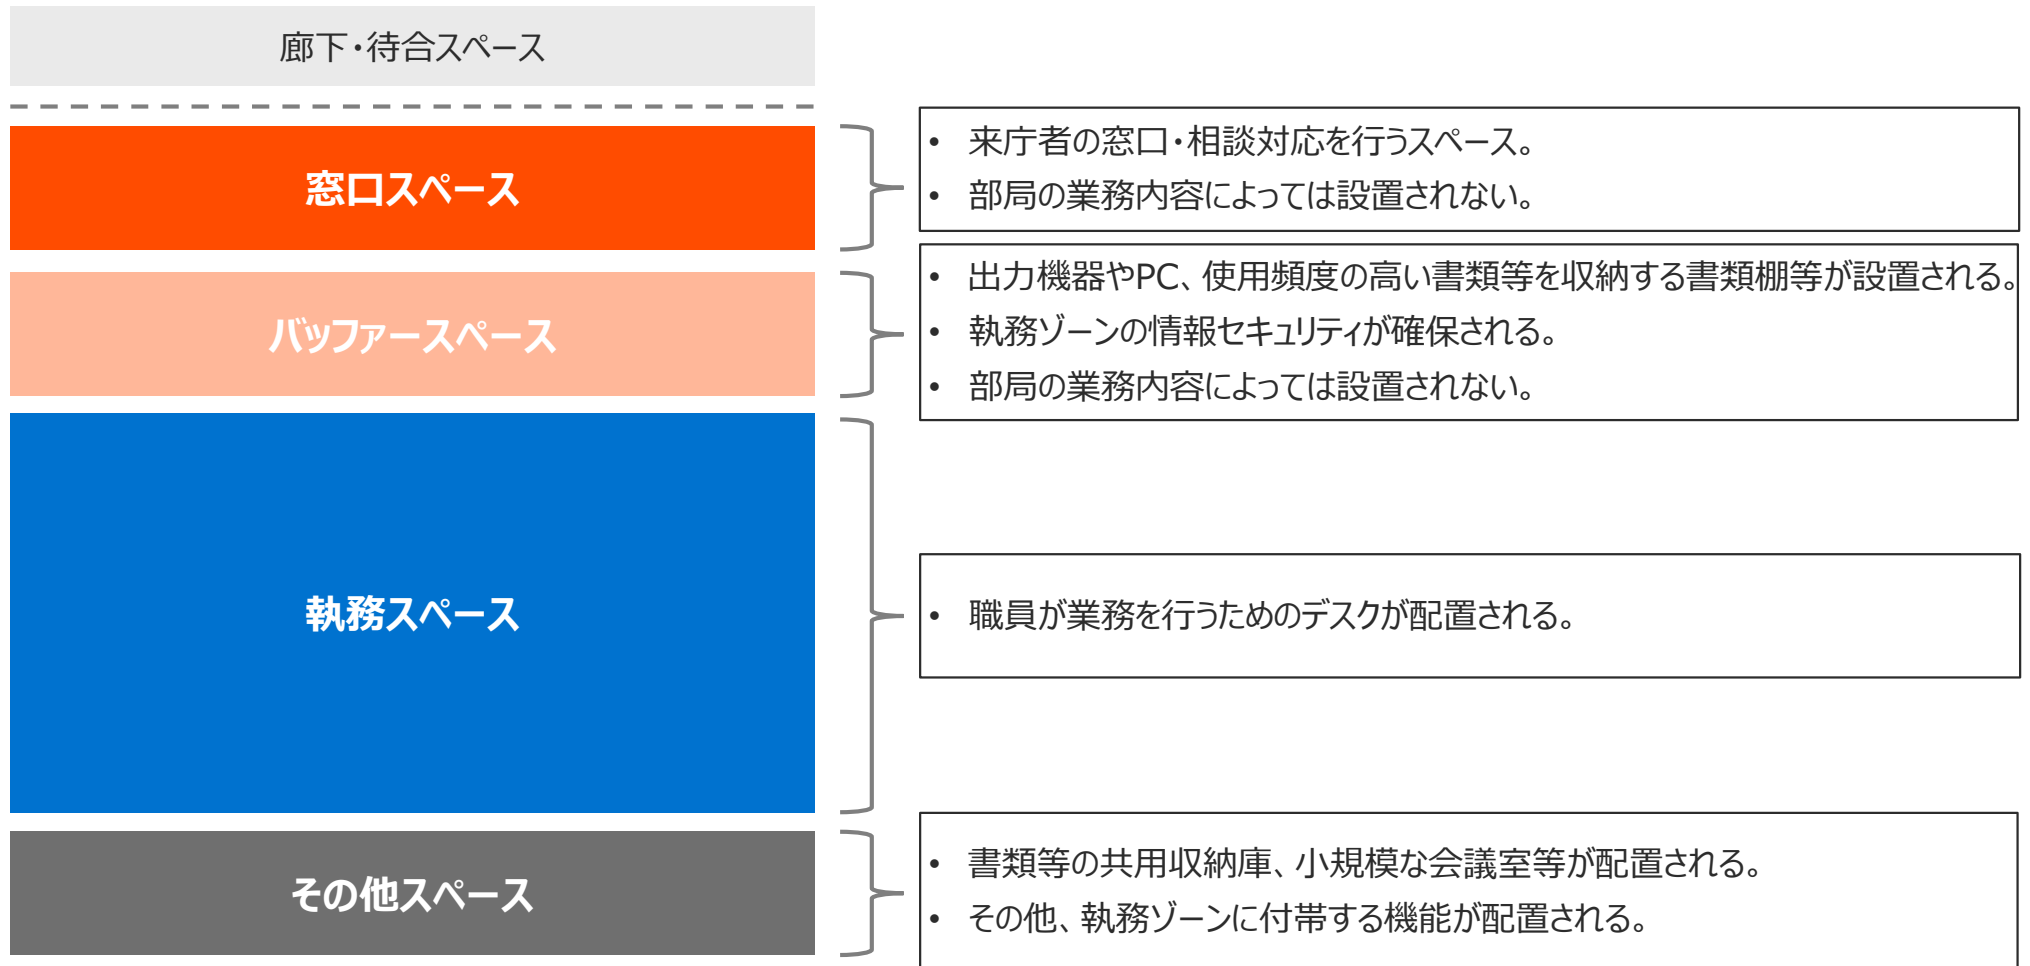 廊下・待合スペース
窓口スペース
• 来庁者の窓口・相談対応を行うスペース。
• 部局の業務内容によっては設置されない。
バッファースペース
• 出力機器やPC、使用頻度の高い書類等を収納する書類棚等が設置される。
• 執務ゾーンの情報セキュリティが確保される。
• 部局の業務内容によっては設置されない。
執務スペース
• 職員が業務を行うためのデスクが配置される。
その他スペース
• 書類等の共用収納庫、小規模な会議室等が配置される。
• その他、執務ゾーンに付帯する機能が配置される。